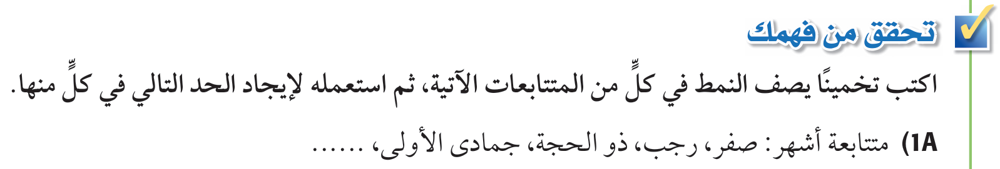 تحقق من فهمك
اكتب تخمينًا يصف النمط في كلٍّ من المتتابعات الآتية، ثم استعمله لإيجاد الحد التالي في كلٍّ منها.
1A) متتابعة أشهر: صفر، رجب، ذو الحجة، جمادى الأولى، ......